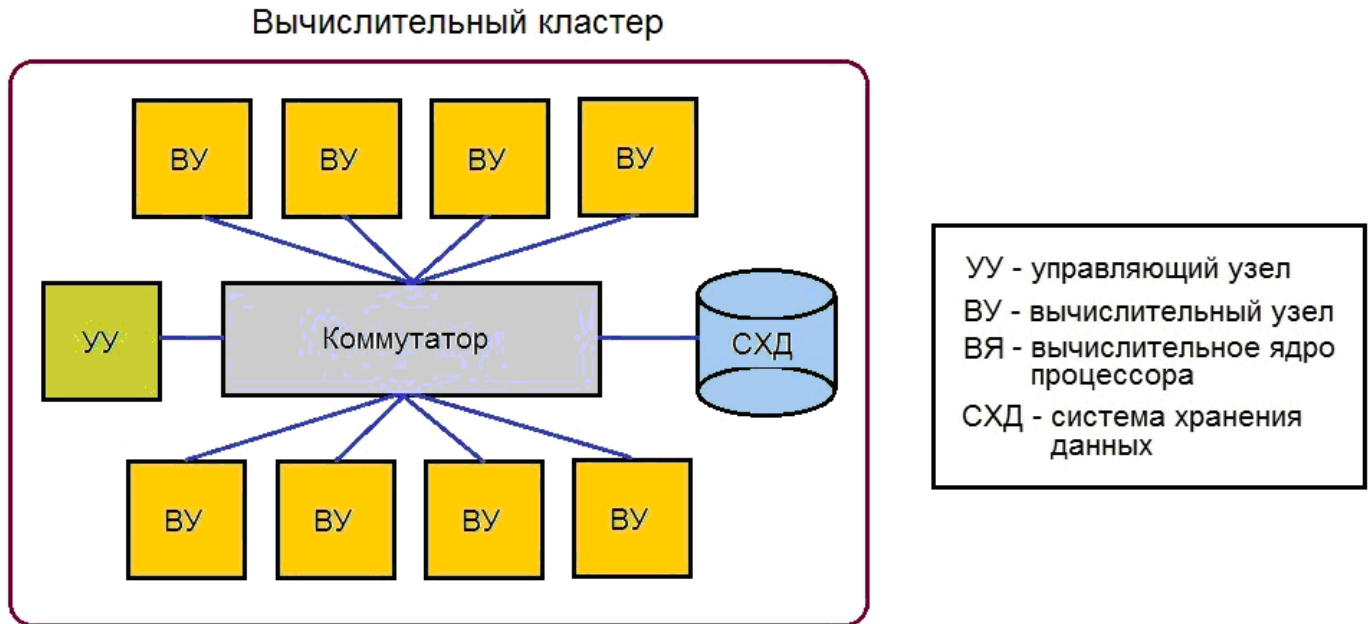 Вычислительный кластер
ВУ ВУ ВУ ВУ
УУ Коммутатор СХД
ВУ ВУ ВУ ВУ
УУ - управляющий узел
ВУ - вычислительный узел
ВЯ - вычислительное ядро
процессора
СХД - система хранения
данных